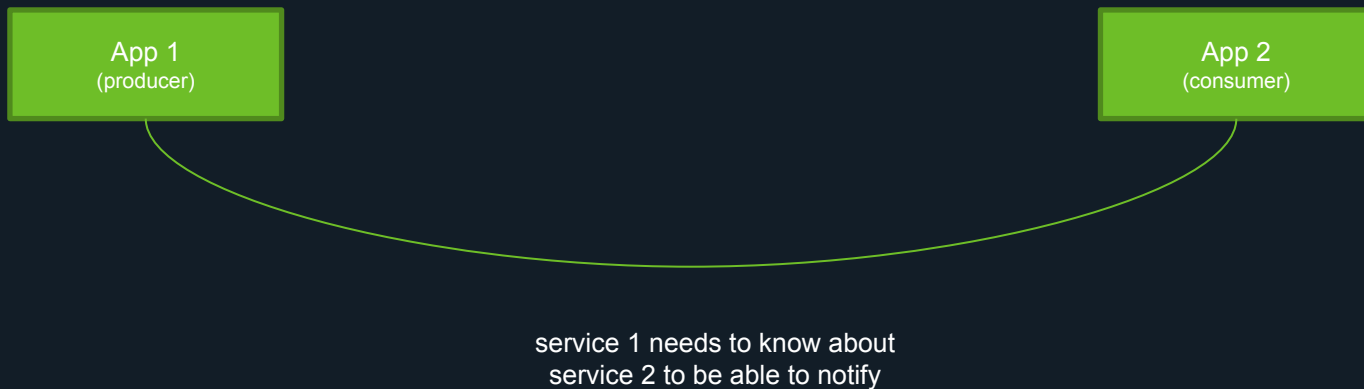 App 1
(producer)
App 2
(consumer)
service 1 needs to know about
service 2 to be able to notify